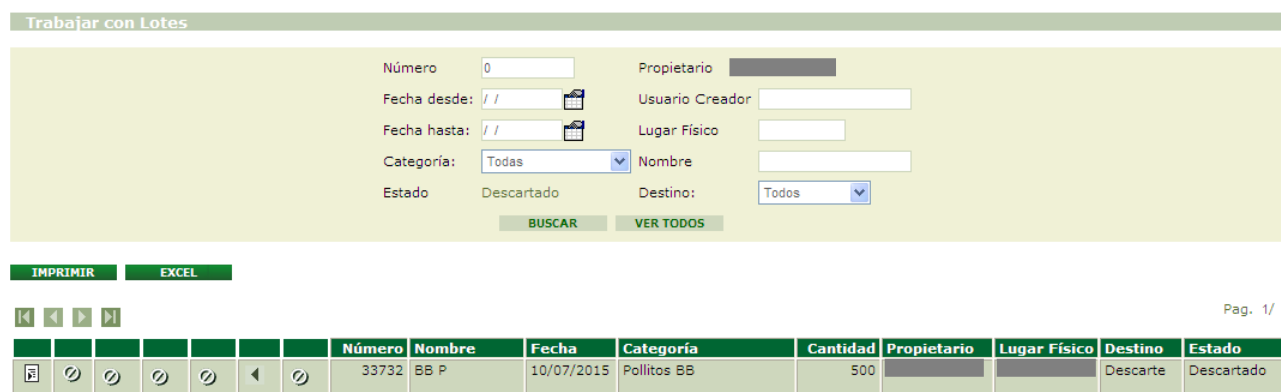 Trabajar con Lotes
Número 0 Propietario
Fecha desde: / / Usuario Creador
Fecha hasta: / / Lugar Físico
Categoría: Todas Nombre
Estado Descartado Destino: Todos
BUSCAR VER TODOS
IMPRIMIR EXCEL
Pag. 1/
Número Nombre Fecha Categoría Cantidad Propietario Lugar Físico Destino Estado
33732 BB P 10/07/2015 Pollitos BB 500 Descarte Descartado